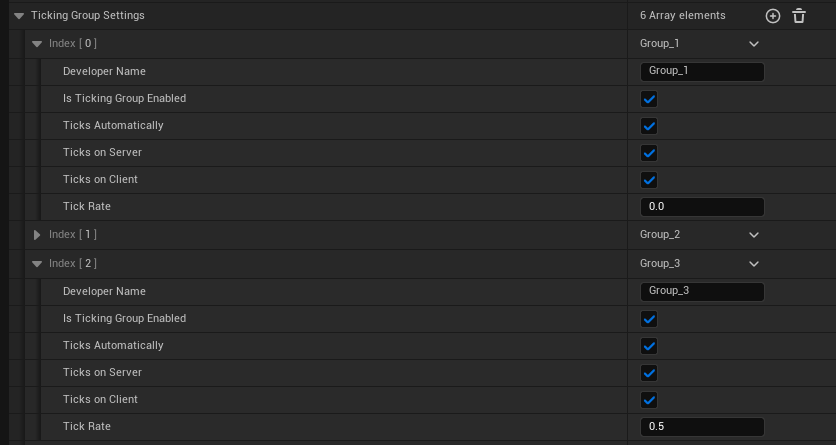 Ticking Group Settings 6 Array elements
Index [ 0 ] Group_1
Developer Name Group_1
Is Ticking Group Enabled
Ticks Automatically
Ticks on Server
Ticks on Client
Tick Rate 0.0
Index [ 1 ] Group_2
Index [ 2 ] Group_3
Developer Name Group_3
Is Ticking Group Enabled
Ticks Automatically
Ticks on Server
Ticks on Client
Tick Rate 0.5